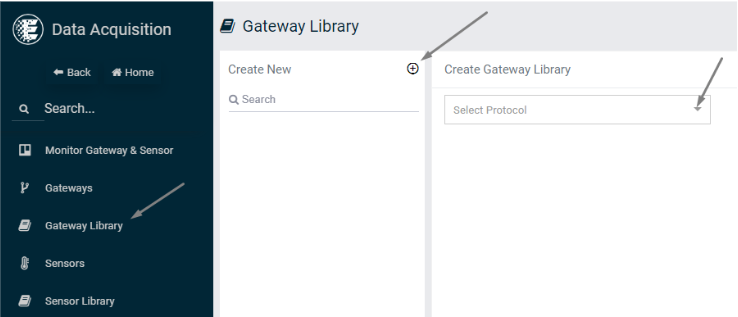 Data Acquisition
Back Home
Search...
Monitor Gateway & Sensor
Gateways
Gateway Library
Sensors
Sensor Library
Gateway Library
Create New
Search
Create Gateway Library
Select Protocol